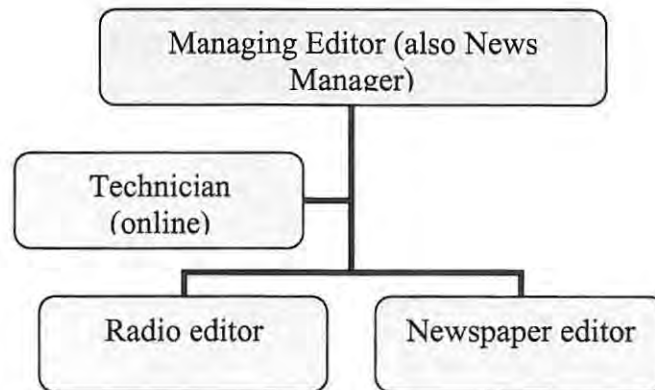 Managing Editor (also News
Manager)
Technician
(online)
Radio editor
Newspaper editor